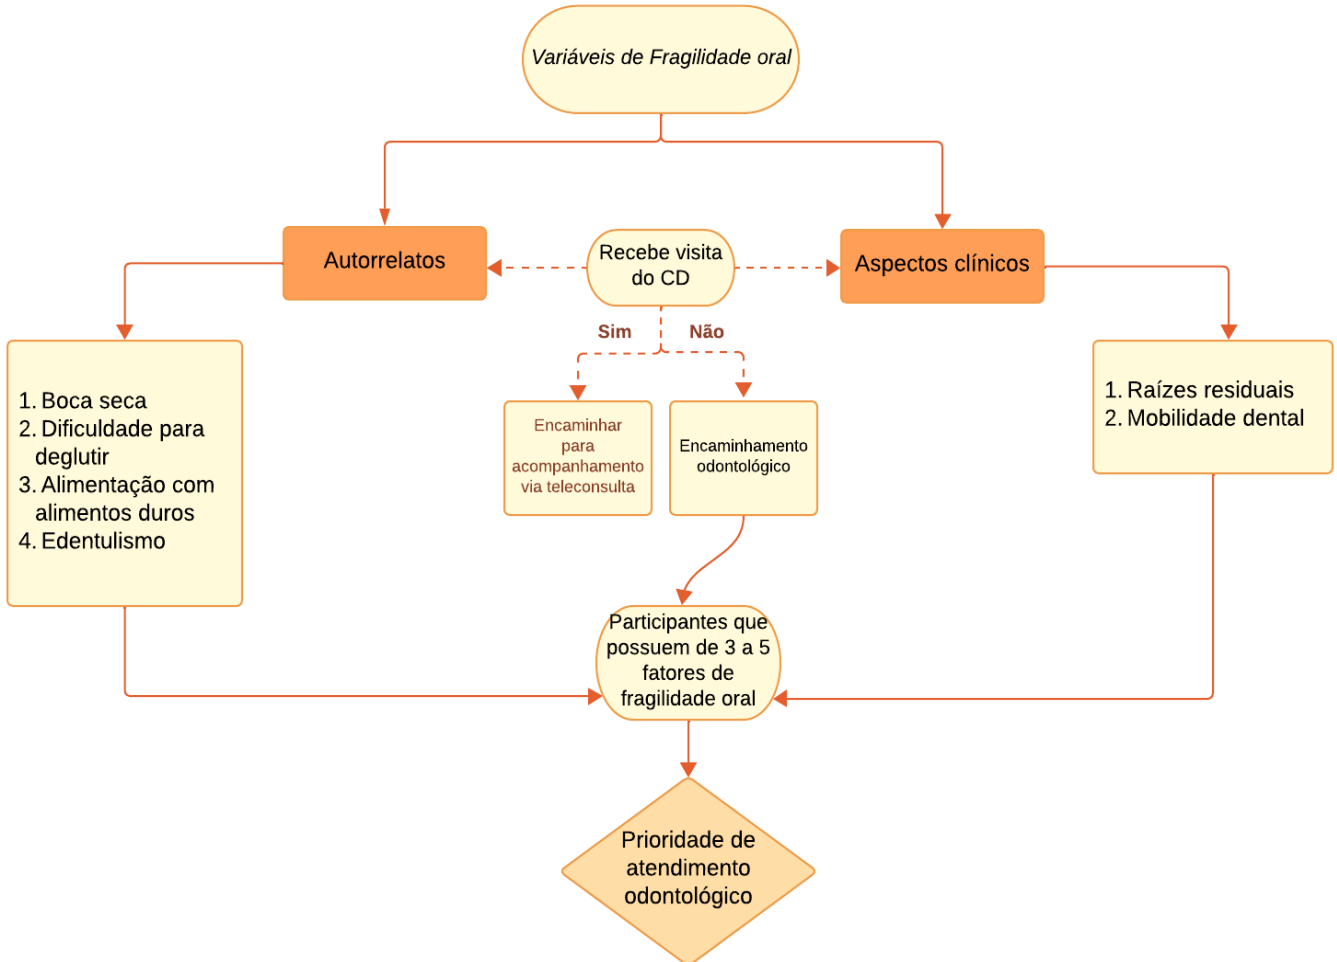 Variáveis de Fragilidade oral
Autorrelatos
Recebe visita
do CD
Aspectos clínicos
Sim
Não
1. Boca seca
2. Dificuldade para
deglutir
3. Alimentação com
alimentos duros
4. Edentulismo
Encaminhar
para
acompanhamento
via teleconsulta
Encaminhamento
odontológico
1. Raízes residuais
2. Mobilidade dental
Participantes que
possuem de 3 a 5
fatores de
fragilidade oral
Prioridade de
atendimento
odontológico